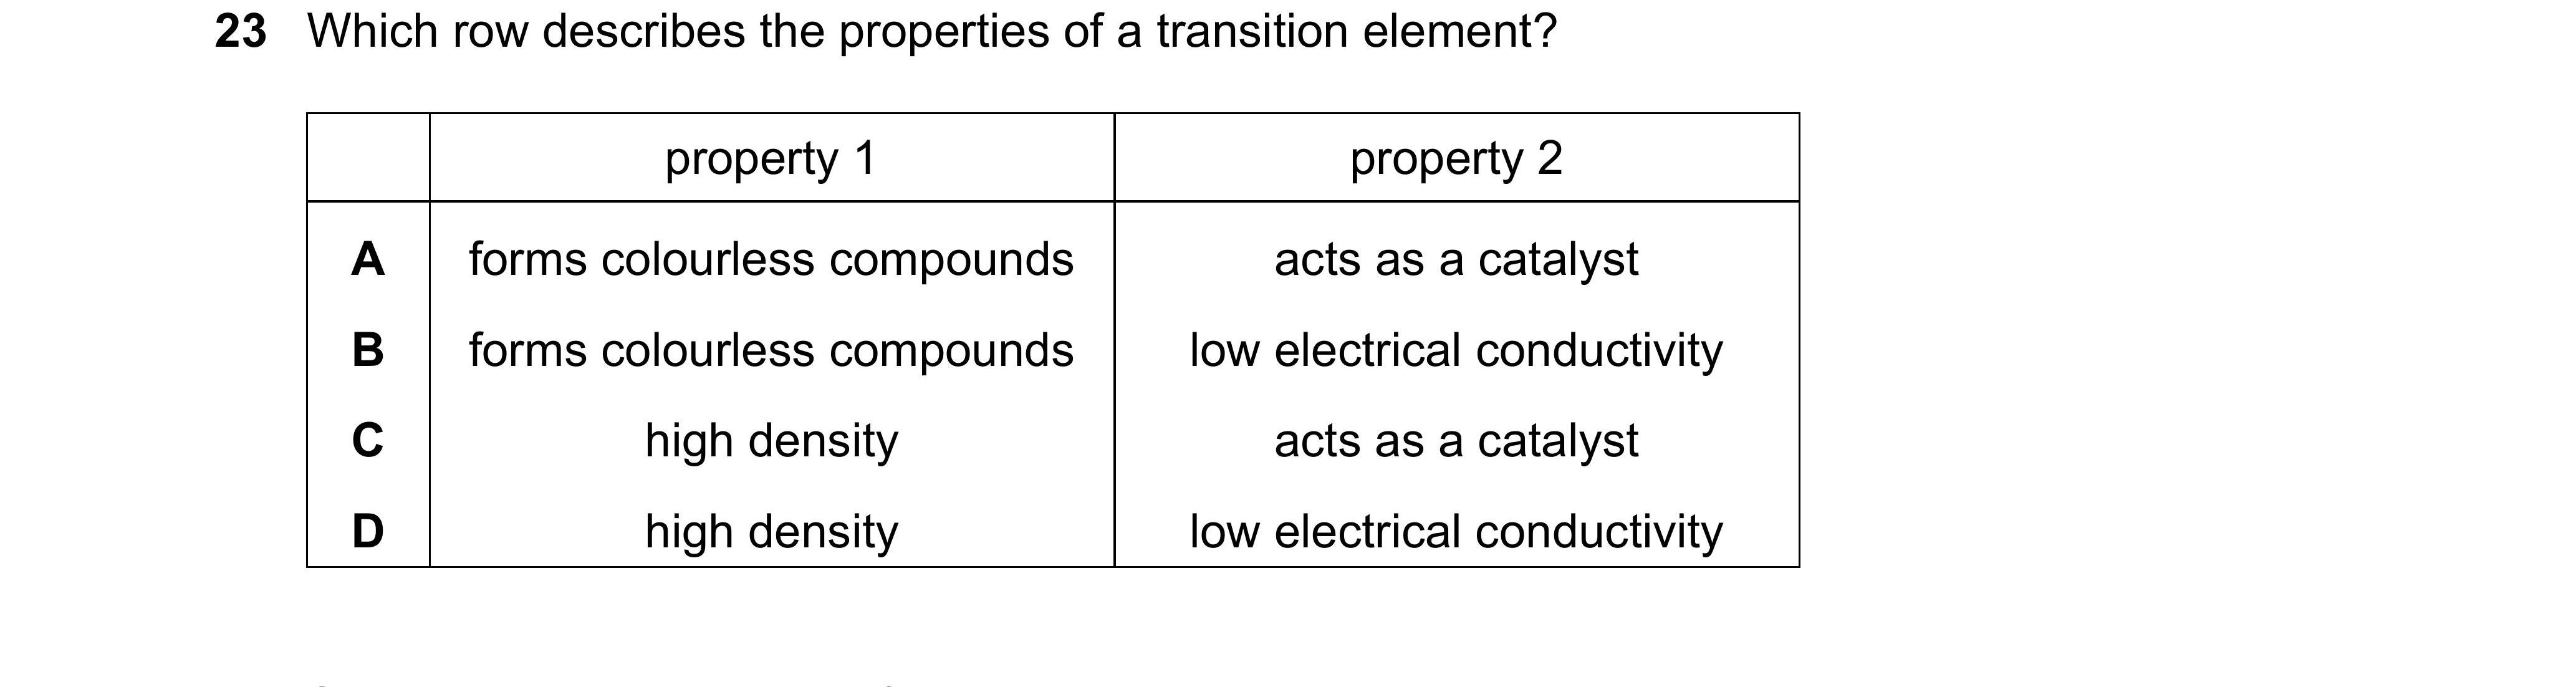 23 Which row describes the properties of a transition element?
property 1 property 2
A forms colourless compounds acts as a catalyst
B forms colourless compounds low electrical conductivity
C high density acts as a catalyst
D high density low electrical conductivity